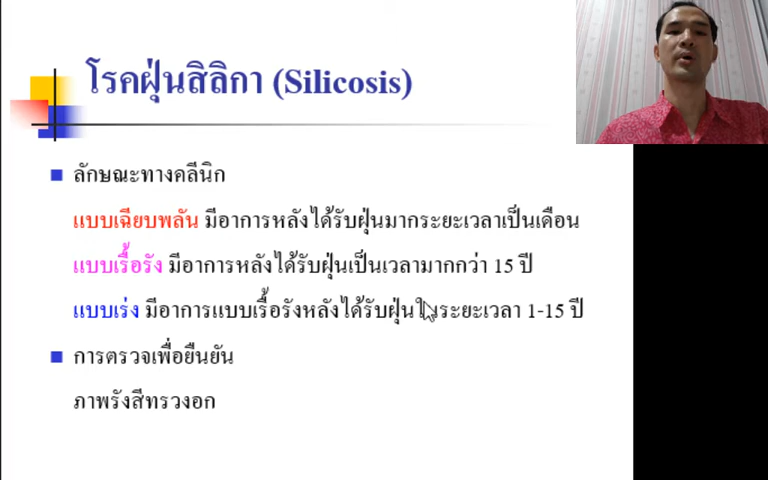 โรคฝุ่นสิลิกา (Silicosis)
ลักษณะทางคลีนิก
แบบเฉียบพลัน มีอาการหลังได้รับฝุ่นมากระยะเวลาเป็นเดือน
แบบเรื้อรัง มีอาการหลังได้รับฝุ่นเป็นเวลามากกว่า 15 ปี
แบบเร่ง มีอาการแบบเรื้อรังหลังได้รับฝุ่นในระยะเวลา 1-15 ปี
การตรวจเพื่อยืนยัน
ภาพรังสีทรวงอก